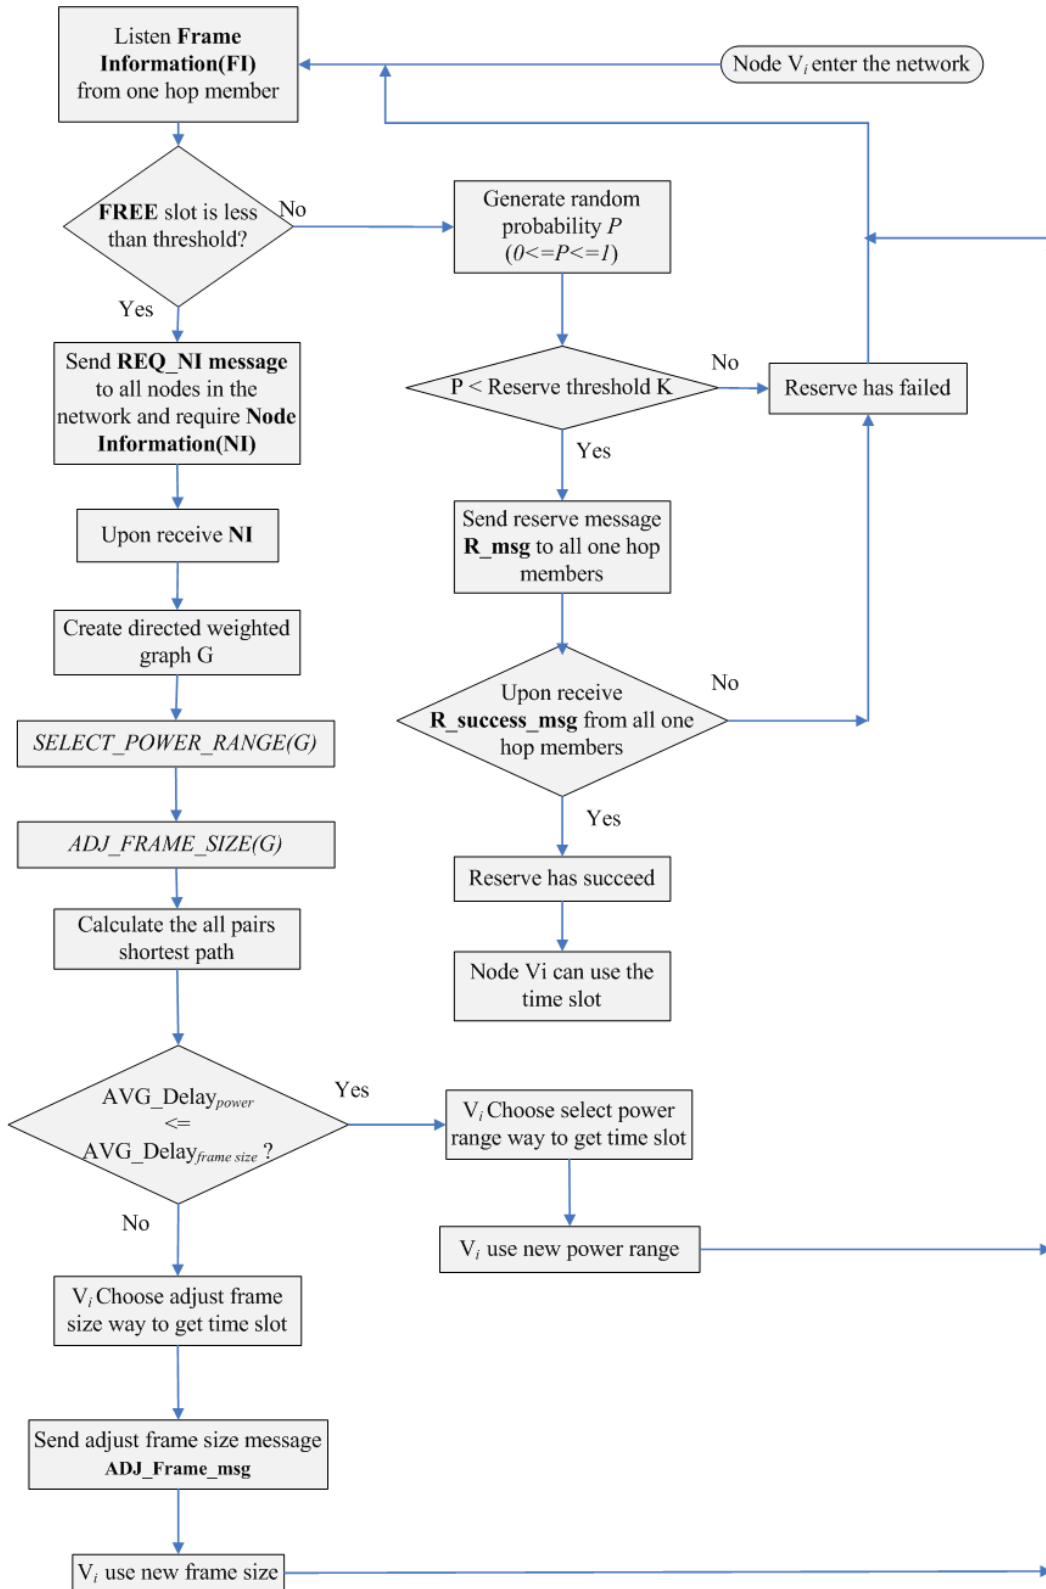 Listen Frame
Information(FI)
from one hop member
Node Vi enter the network
FREE slot is less
than threshold?
No
Generate random
probability P
(0<=P<=1)
Yes
Send REQ_NI message
to all nodes in the
network and require Node
Information(NI)
P < Reserve threshold K
No
Reserve has failed
Yes
Upon receive NI
Send reserve message
R_msg to all one hop
members
Create directed weighted
graph G
Upon receive
R_success_msg from all one
hop members
No
SELECT_POWER_RANGE(G)
Yes
ADJ_FRAME_SIZE(G)
Reserve has succeed
Calculate the all pairs
shortest path
Node Vi can use the
time slot
AVG_Delaypower
<=
AVG_Delayframe size ?
Yes
Vi Choose select power
range way to get time slot
No
Vi use new power range
Vi Choose adjust frame
size way to get time slot
Send adjust frame size message
ADJ_Frame_msg
Vi use new frame size